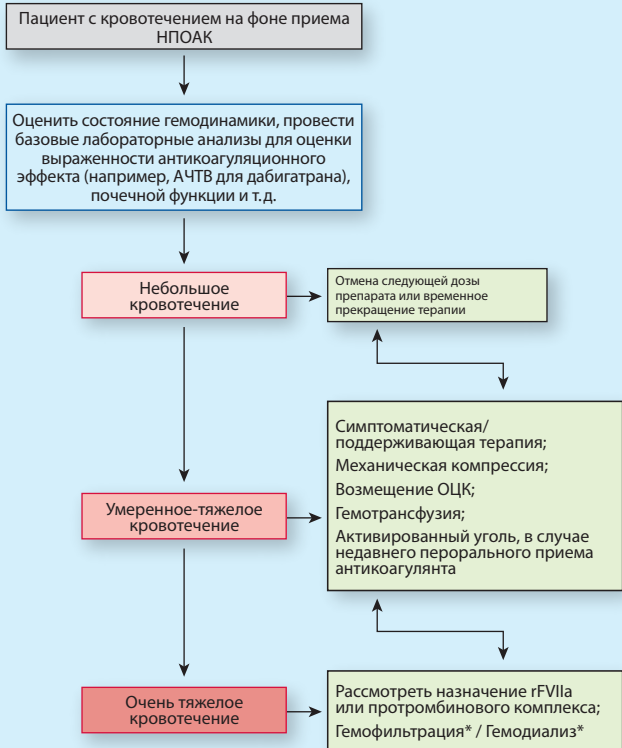 Пациент с кровотечением на фоне приема
НПОАК
Оценить состояние гемодинамики, провести
базовые лабораторные анализы для оценки
выраженности антикоагуляционного
эффекта (например, АЧТВ для дабигатрана),
почечной функции и т.д.
Небольшое
кровотечение
Отмена следующей дозы
препарата или временное
прекращение терапии
Умеренное-тяжелое
кровотечение
Симптоматическая/
поддерживающая терапия;
Механическая компрессия;
Возмещение ОЦК;
Гемотрансфузия;
Активированный уголь, в случае
недавнего перорального приема
антикоагулянта
Очень тяжелое
кровотечение
Рассмотреть назначение rFVIIa
или протромбинового комплекса;
Гемофильтрация* / Гемодиализ*